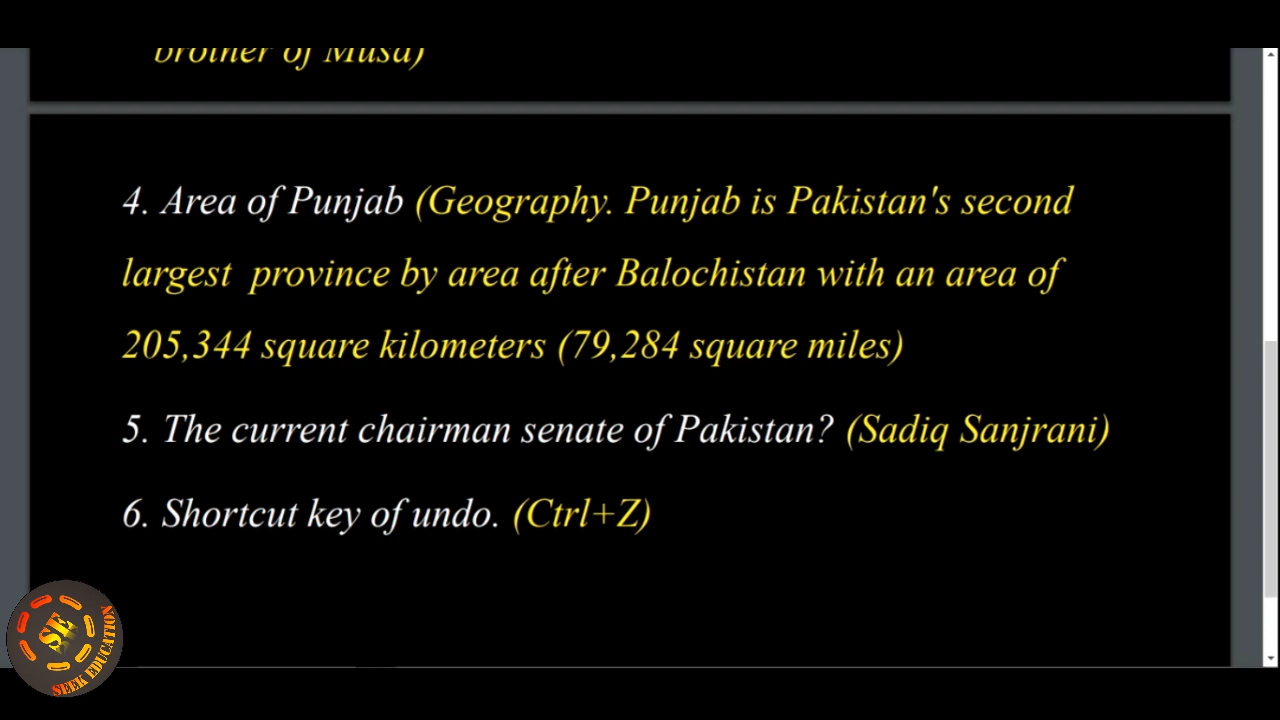 brother of Musa)
4. Area of Punjab (Geography. Punjab is Pakistan's second
largest province by area after Balochistan with an area of
205,344 square kilometers (79,284 square miles)
5. The current chairman senate of Pakistan? (Sadiq Sanjrani)
6. Shortcut key of undo. (Ctrl+Z)
SE
SEEK EDUCATION